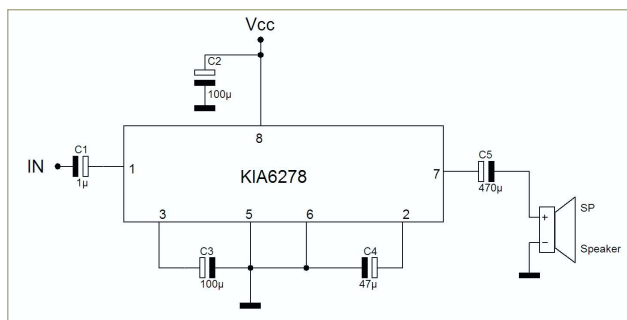 Vcc
C2
100µ
8
C1
IN
1µ
1
KIA6278
7
C5
470µ
SP
+
−
Speaker
3
5
6
2
C3
100µ
C4
47µ